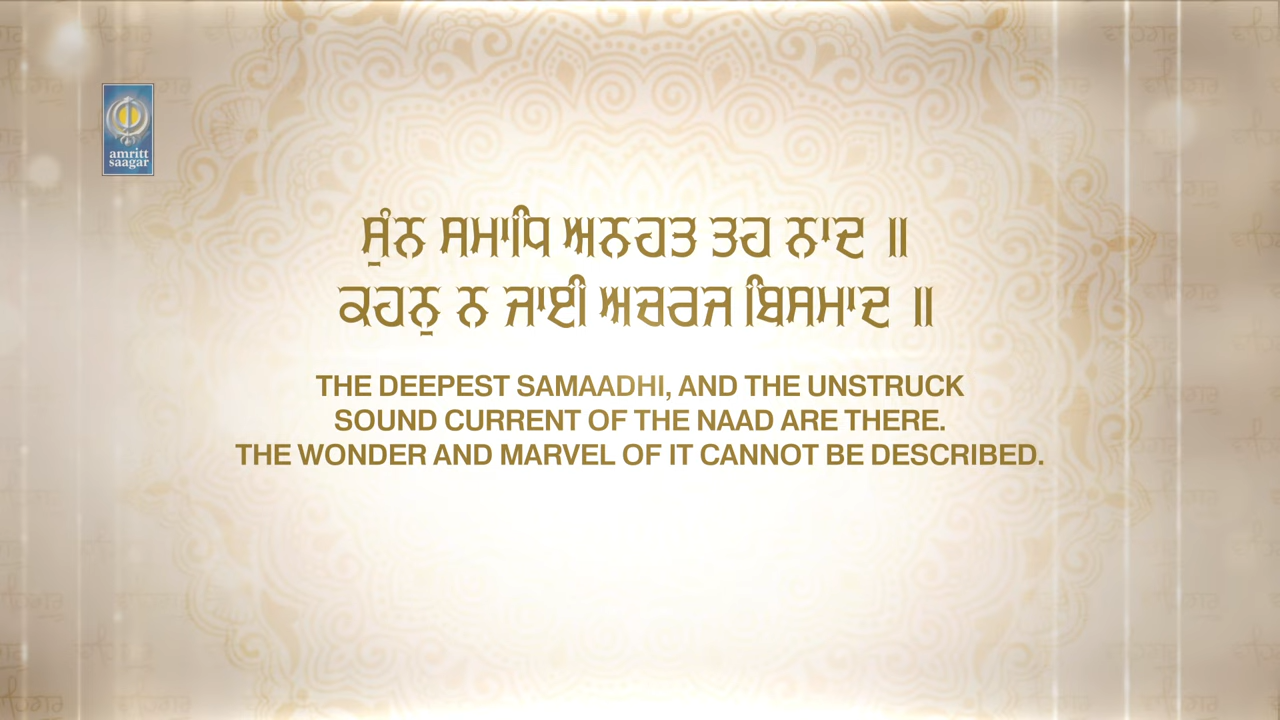 amritt
saagar
ਸੁੰਨ ਸਮਾਧਿ ਅਨਹਤ ਤਹ ਨਾਦ ॥
ਕਹਨੁ ਨ ਜਾਈ ਅਚਰਜ ਬਿਸਮਾਦ ॥
THE DEEPEST SAMAADHI, AND THE UNSTRUCK
SOUND CURRENT OF THE NAAD ARE THERE.
THE WONDER AND MARVEL OF IT CANNOT BE DESCRIBED.